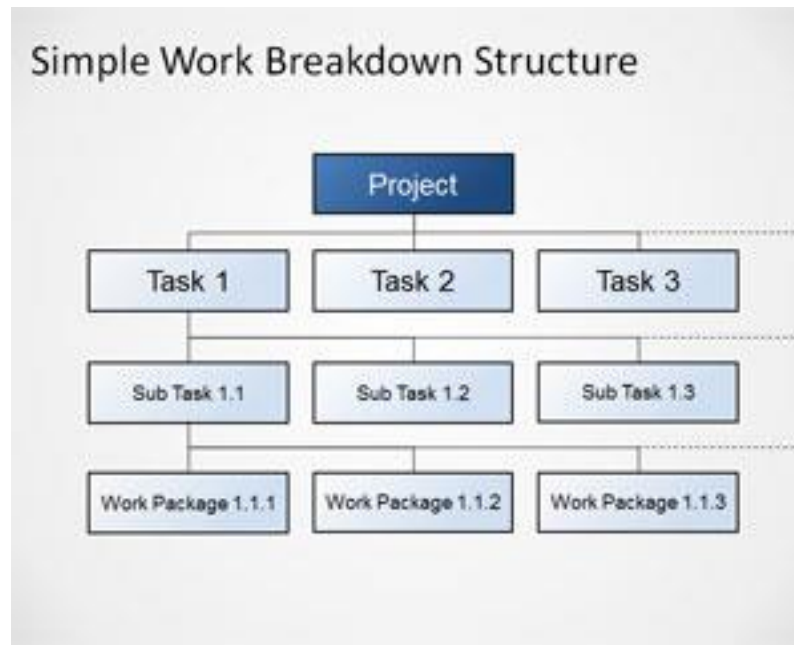 Simple Work Breakdown Structure
Project
Task 1
Task 2
Task 3
Sub Task 1.1
Sub Task 1.2
Sub Task 1.3
Work Package 1.1.1
Work Package 1.1.2
Work Package 1.1.3